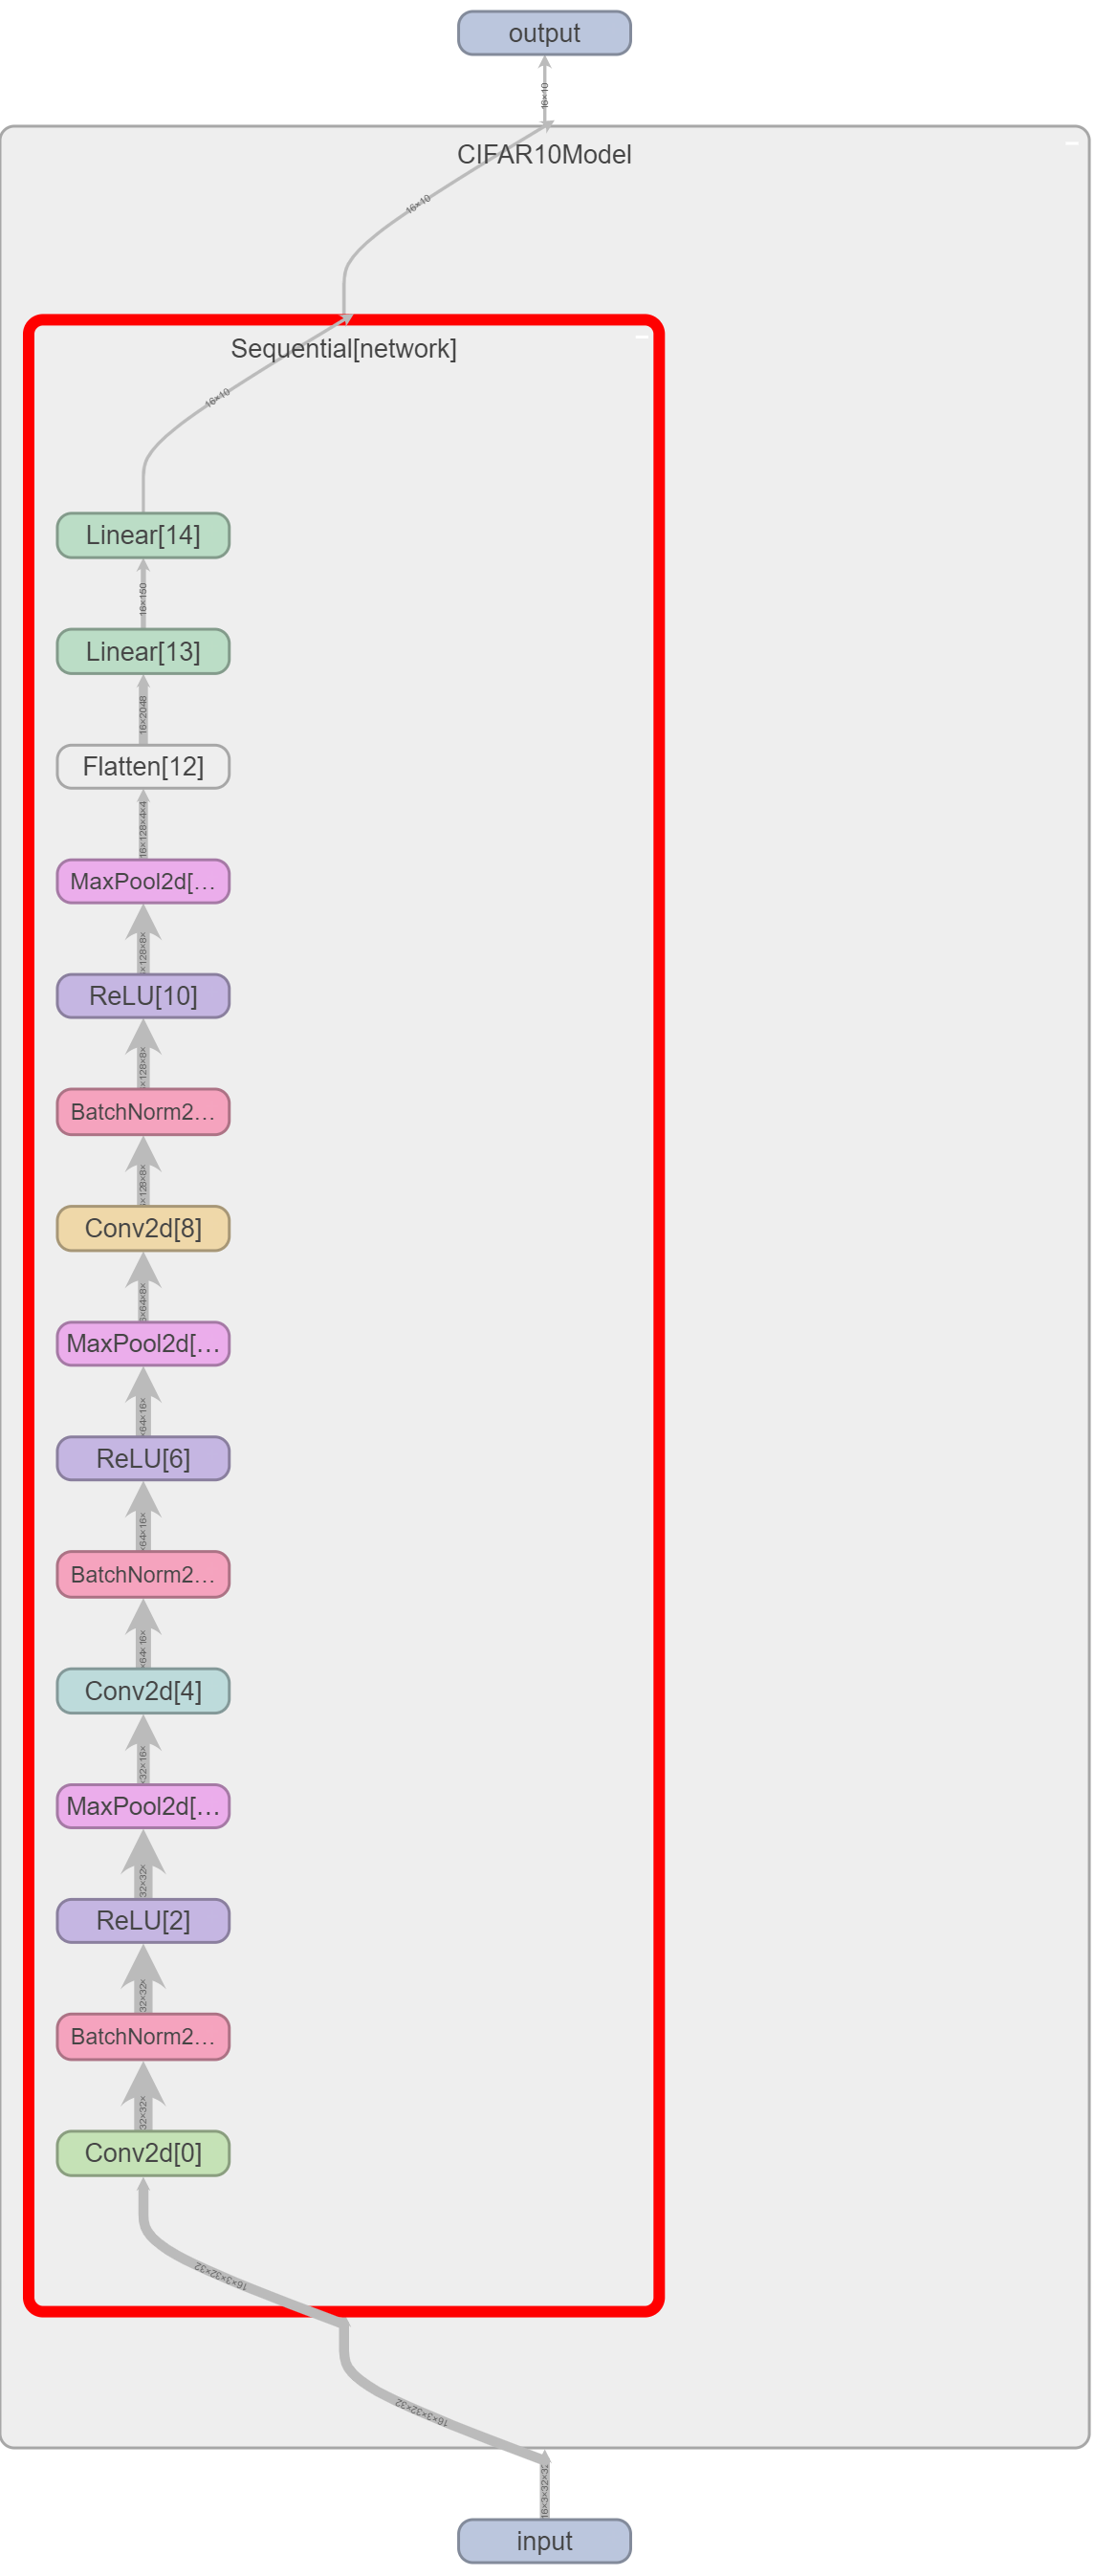 output
16×10
CIFAR10Model
16×10
Sequential[network]
16×10
Linear[14]
16×150
Linear[13]
16×2048
Flatten[12]
16×128×4×4
MaxPool2d[…
×128×8×
ReLU[10]
×128×8×
BatchNorm2…
×128×8×
Conv2d[8]
×64×8×
MaxPool2d[…
×64×16×
ReLU[6]
×64×16×
BatchNorm2…
×64×16×
Conv2d[4]
×32×16×
MaxPool2d[…
32×32×
ReLU[2]
32×32×
BatchNorm2…
32×32×
Conv2d[0]
16×3×32×32
16×3×32×32
16×3×32×32
input